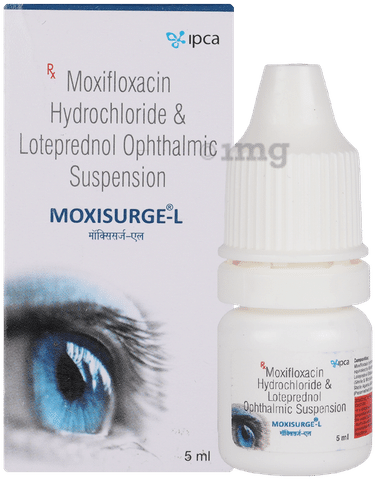 ipca
Rx Moxifloxacin
Hydrochloride &
Loteprednol Ophthalmic
Suspension
MOXISURGE®-L
मॉक्सिसर्ज-एल
5 ml
1mg
ipca
Rx Moxifloxacin
Hydrochloride &
Loteprednol
Ophthalmic Suspension
MOXISURGE-L
मॉक्सिसर्ज-एल
5 ml